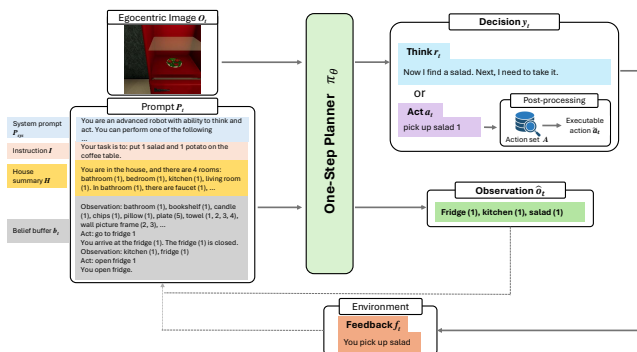 Egocentric Image O_t
Prompt P_t
System prompt
P_sys
Instruction I
House
summary H
Belief buffer b_t
You are an advanced robot with ability to think and
act. You can perform one of the following
...
Your task is to: put 1 salad and 1 potato on the
coffee table.
You are in the house, and there are 4 rooms:
bathroom (1), bedroom (1), kitchen (1), living room
(1). In bathroom (1), there are faucet (1), ...
Observation: bathroom (1), bookshelf (1), candle
(1), chips (1), pillow (1), plate (5), towel (1, 2, 3, 4),
wall picture frame (2, 3), ...
Act: go to fridge 1
You arrive at the fridge (1). The fridge (1) is closed.
Observation: kitchen (1), fridge (1)
Act: open fridge 1
You open fridge.
One-Step Planner π_θ
Decision y_t
Think r_t
Now I find a salad. Next, I need to take it.
or
Act a_t
pick up salad 1
Post-processing
Action set A
Executable
action ã_t
Observation ô_t
Fridge (1), kitchen (1), salad (1)
Environment
Feedback f_t
You pick up salad